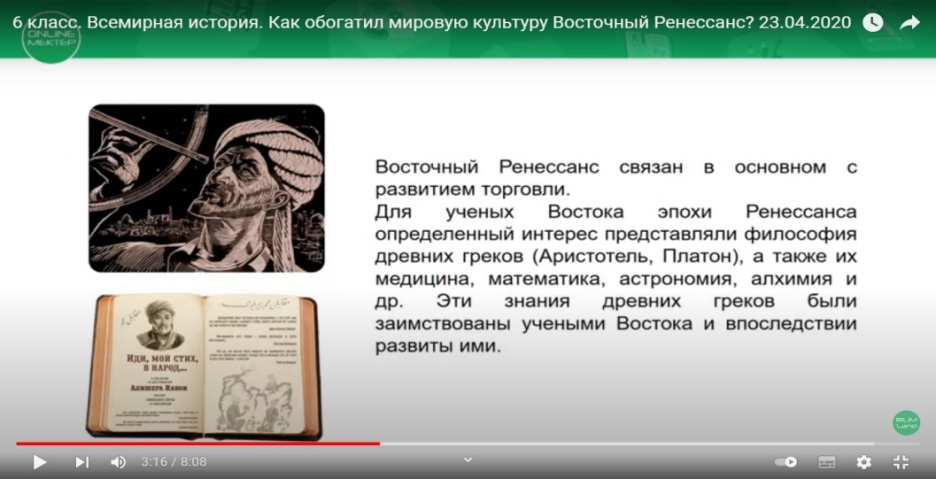 6 класс. Всемирная история. Как обогатил мировую культуру Восточный Ренессанс? 23.04.2020
ONLINE
МЕКТЕР
Восточный Ренессанс связан в основном с
развитием торговли.
Для ученых Востока эпохи Ренессанса
определенный интерес представляли философия
древних греков (Аристотель, Платон), а также их
медицина, математика, астрономия, алхимия и
др. Эти знания древних греков были
заимствованы учеными Востока и впоследствии
развиты ими.
ИДИ, МОЙ СТИХ,
В НАРОД...
АЛИШЕРА НАВОИ
BILIM
Land
3:16 / 8:08